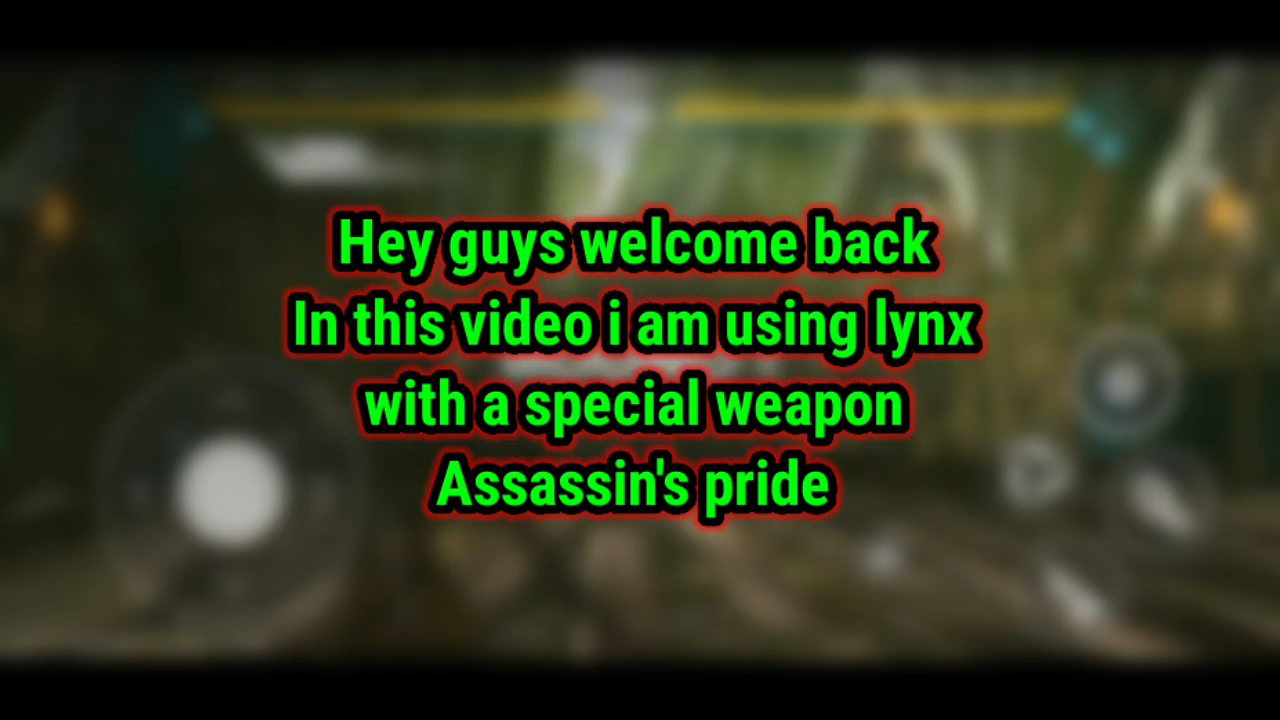 Hey guys welcome back
In this video i am using lynx
with a special weapon
Assassin's pride